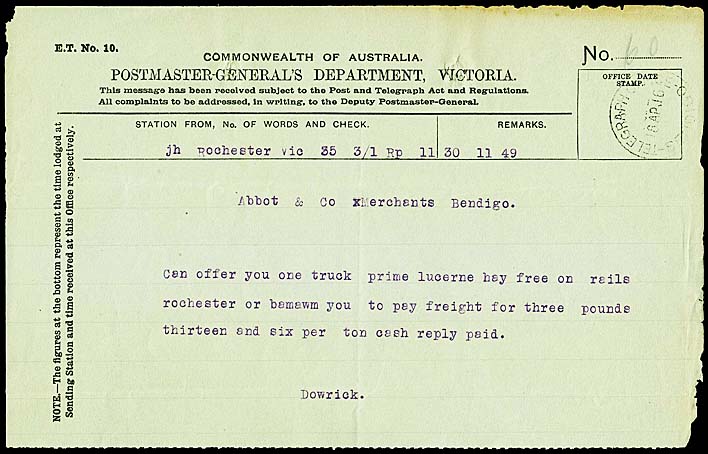 E.T. No. 10.
COMMONWEALTH OF AUSTRALIA.
No. 60
POSTMASTER-GENERAL'S DEPARTMENT, VICTORIA.
This message has been received subject to the Post and Telegraph Act and Regulations.
All complaints to be addressed, in writing, to the Deputy Postmaster-General.
OFFICE DATE
STAMP.
18 AP 16
STATION FROM, No. OF WORDS AND CHECK.
REMARKS.
jh Rochester Vic 35 3/1 Rp 11 30 11 49
Abbot & Co xMerchants Bendigo.
Can offer you one truck prime lucerne hay free on rails
rochester or bamawm you to pay freight for three pounds
thirteen and six per ton cash reply paid.
Dowrick.
NOTE.—The figures at the bottom represent the time lodged at
Sending Station and time received at this Office respectively.